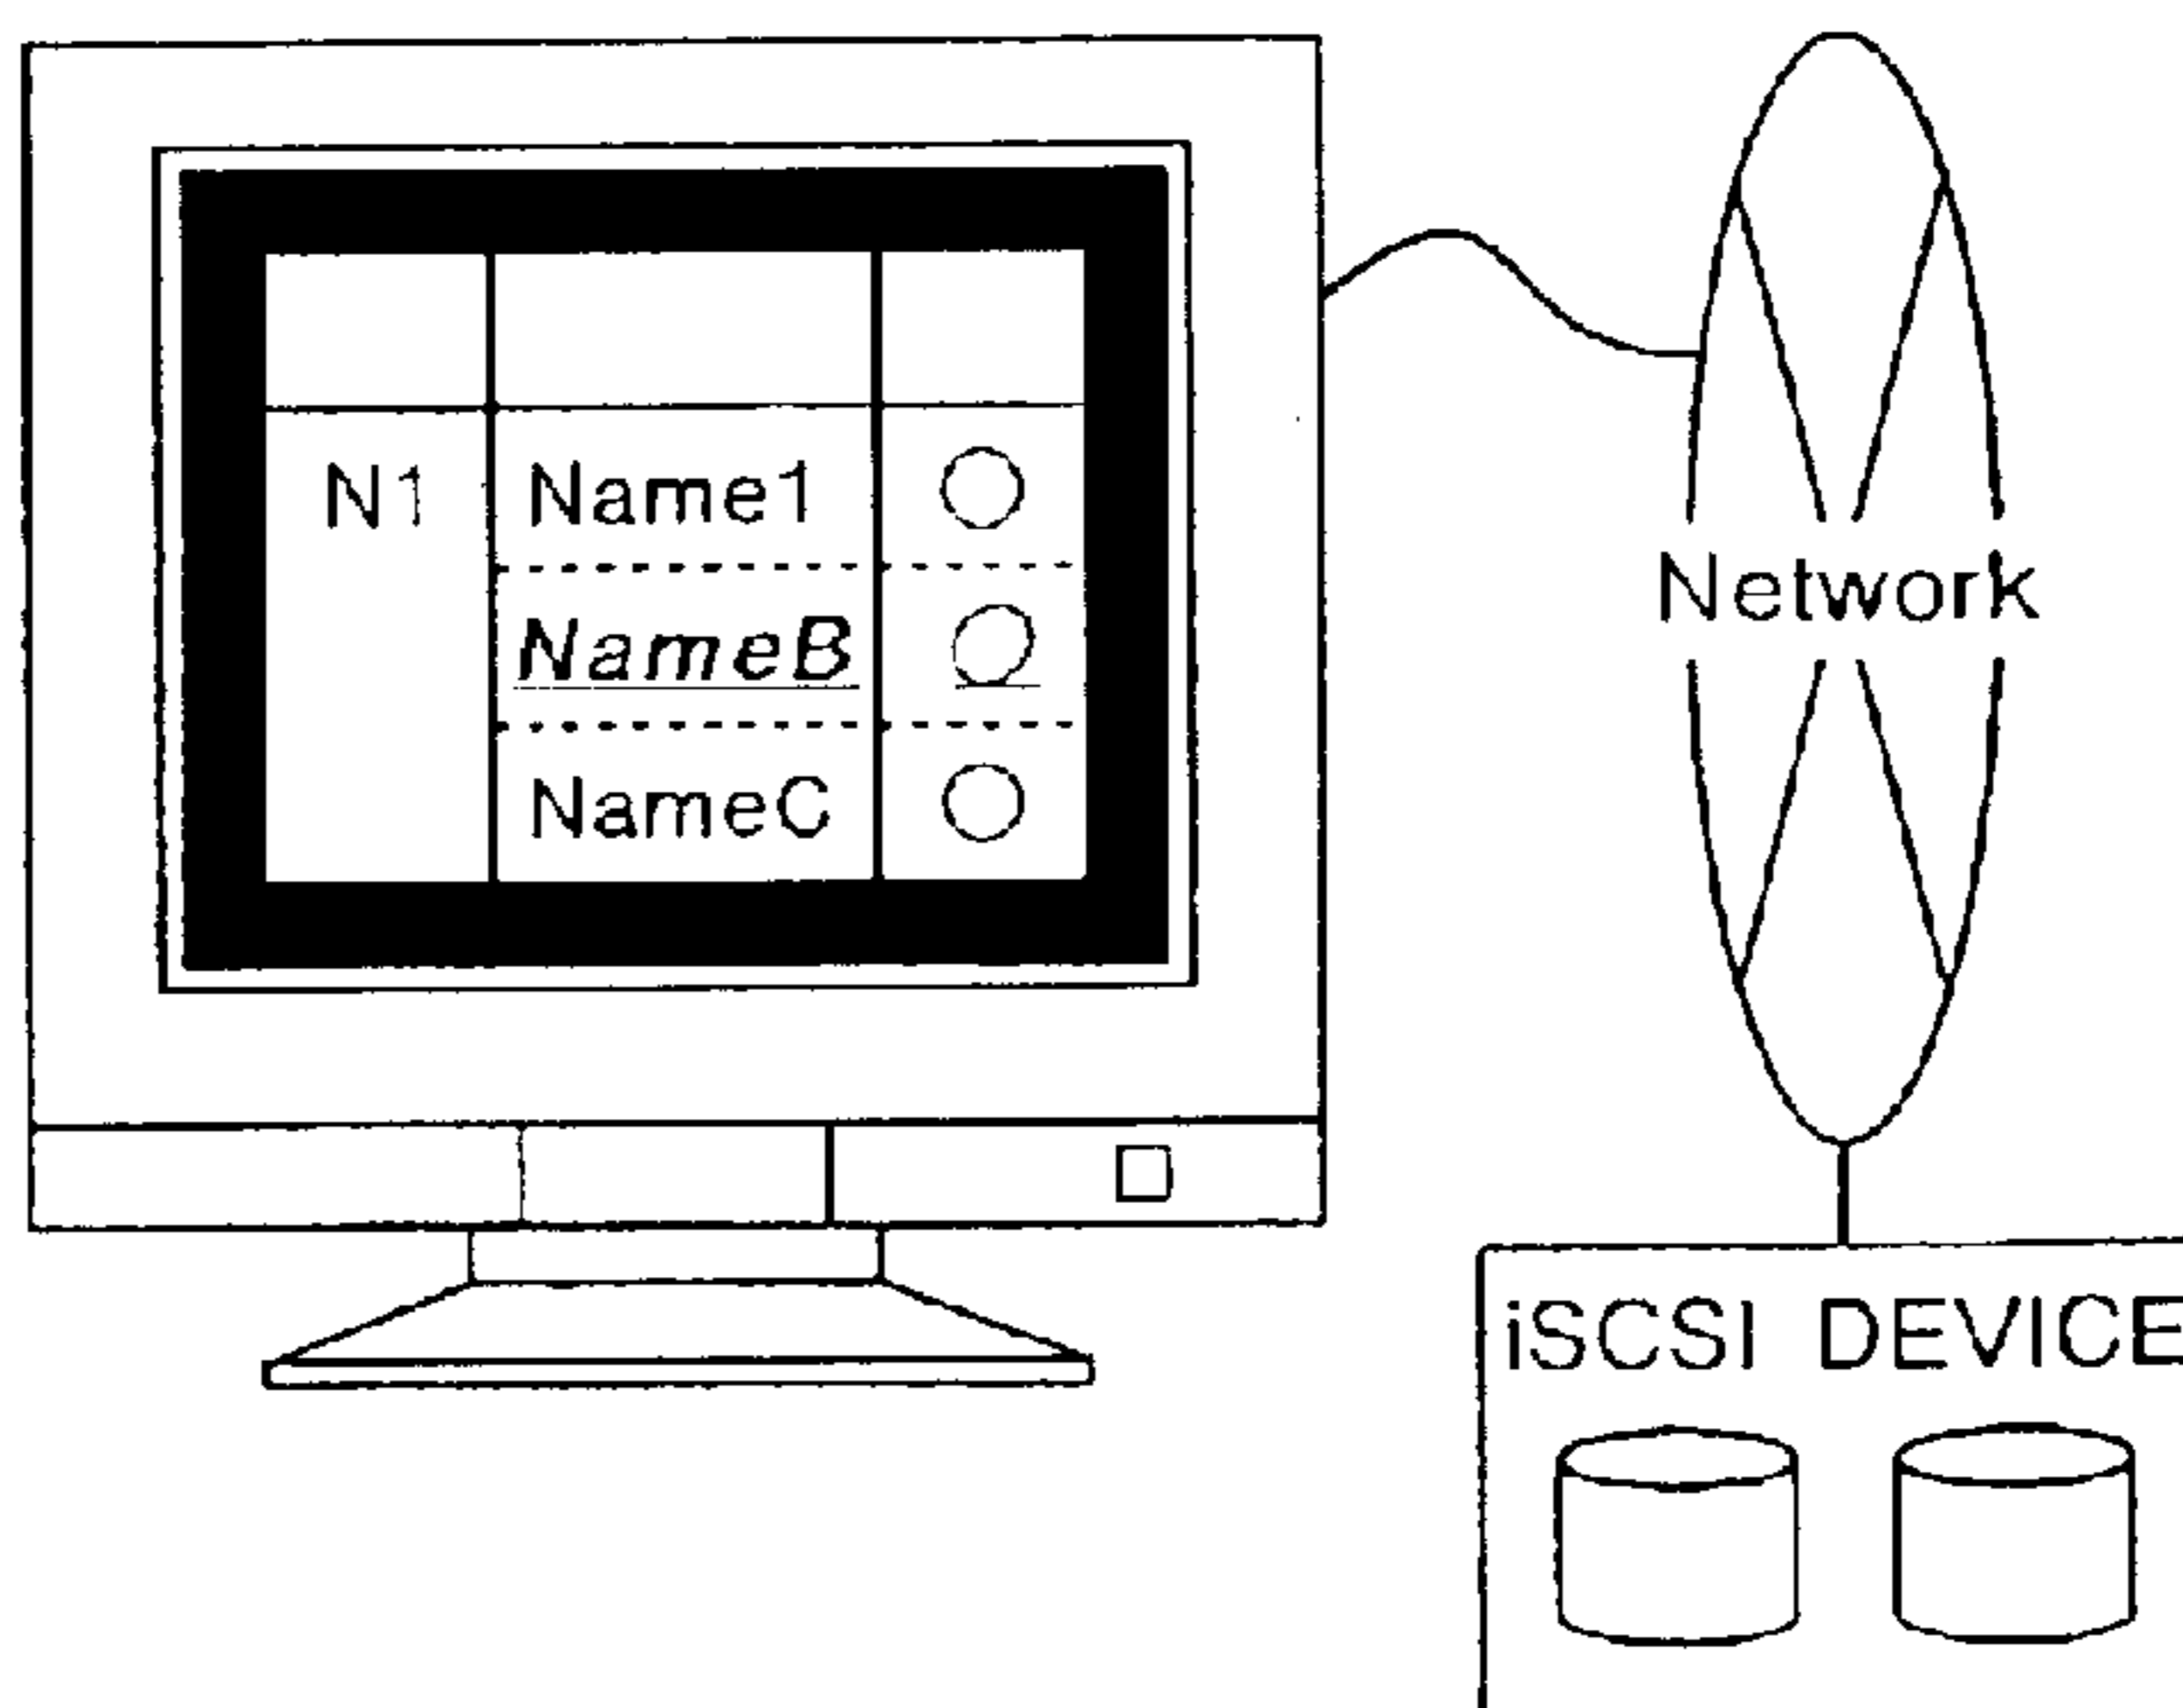 N1 Name1 ○
NameB ○
NameC ○
Network
iSCSI DEVICE